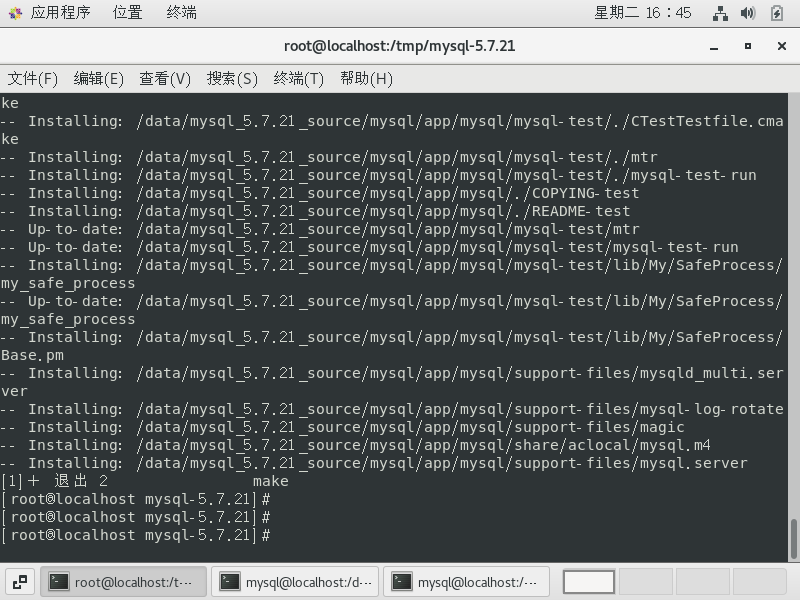 应用程序 位置 终端 星期二 16：45
root@localhost:/tmp/mysql-5.7.21
文件(F) 编辑(E) 查看(V) 搜索(S) 终端(T) 帮助(H)
ke
-- Installing: /data/mysql_5.7.21_source/mysql/app/mysql/mysql-test/./CTestTestfile.cma
ke
-- Installing: /data/mysql_5.7.21_source/mysql/app/mysql/mysql-test/./mtr
-- Installing: /data/mysql_5.7.21_source/mysql/app/mysql/mysql-test/./mysql-test-run
-- Installing: /data/mysql_5.7.21_source/mysql/app/mysql/./COPYING-test
-- Installing: /data/mysql_5.7.21_source/mysql/app/mysql/./README-test
-- Up-to-date: /data/mysql_5.7.21_source/mysql/app/mysql/mysql-test/mtr
-- Up-to-date: /data/mysql_5.7.21_source/mysql/app/mysql/mysql-test/mysql-test-run
-- Installing: /data/mysql_5.7.21_source/mysql/app/mysql/mysql-test/lib/My/SafeProcess/
my_safe_process
-- Up-to-date: /data/mysql_5.7.21_source/mysql/app/mysql/mysql-test/lib/My/SafeProcess/
my_safe_process
-- Installing: /data/mysql_5.7.21_source/mysql/app/mysql/mysql-test/lib/My/SafeProcess/
Base.pm
-- Installing: /data/mysql_5.7.21_source/mysql/app/mysql/support-files/mysqld_multi.ser
ver
-- Installing: /data/mysql_5.7.21_source/mysql/app/mysql/support-files/mysql-log-rotate
-- Installing: /data/mysql_5.7.21_source/mysql/app/mysql/support-files/magic
-- Installing: /data/mysql_5.7.21_source/mysql/app/mysql/share/aclocal/mysql.m4
-- Installing: /data/mysql_5.7.21_source/mysql/app/mysql/support-files/mysql.server
[1]+ 退出 2 make
[root@localhost mysql-5.7.21]#
[root@localhost mysql-5.7.21]#
[root@localhost mysql-5.7.21]#
root@localhost:/t··· mysql@localhost:/d··· mysql@localhost:/···